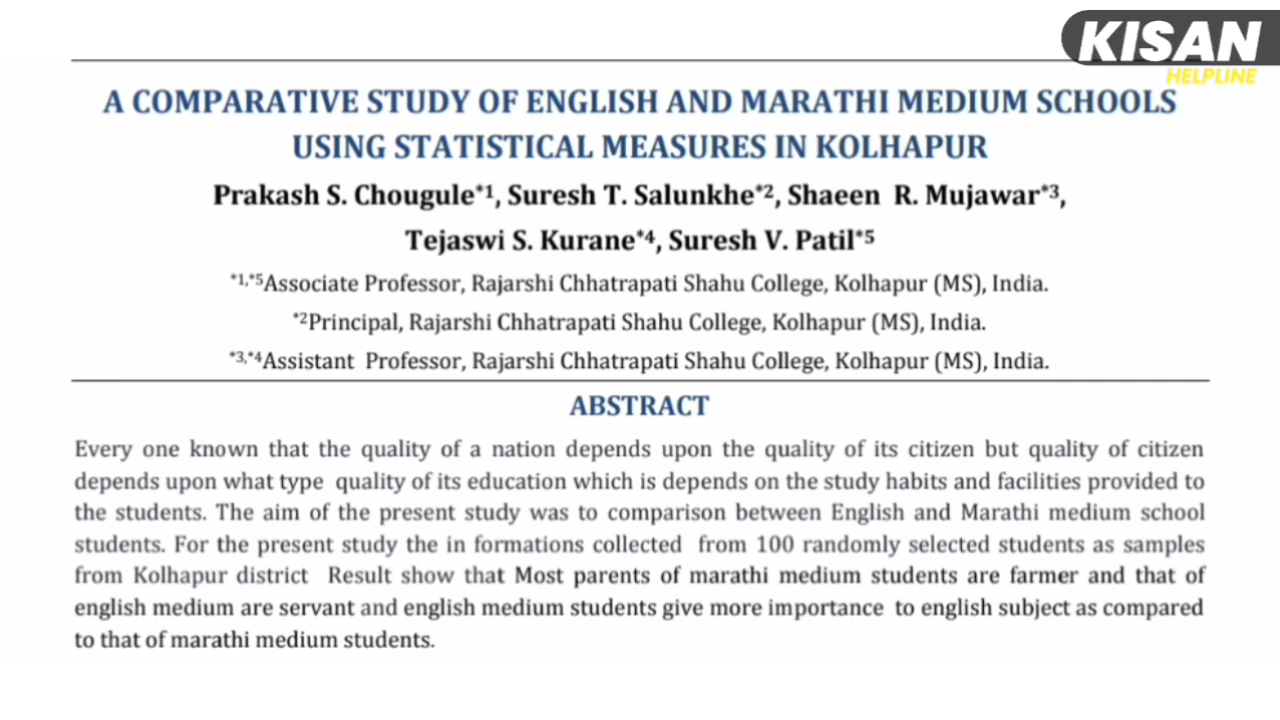 KISAN
HELPLINE
A COMPARATIVE STUDY OF ENGLISH AND MARATHI MEDIUM SCHOOLS
USING STATISTICAL MEASURES IN KOLHAPUR
Prakash S. Chougule*1, Suresh T. Salunkhe*2, Shaeen R. Mujawar*3,
Tejaswi S. Kurane*4, Suresh V. Patil*5
*1,*5Associate Professor, Rajarshi Chhatrapati Shahu College, Kolhapur (MS), India.
*2Principal, Rajarshi Chhatrapati Shahu College, Kolhapur (MS), India.
*3,*4Assistant Professor, Rajarshi Chhatrapati Shahu College, Kolhapur (MS), India.
ABSTRACT
Every one known that the quality of a nation depends upon the quality of its citizen but quality of citizen
depends upon what type quality of its education which is depends on the study habits and facilities provided to
the students. The aim of the present study was to comparison between English and Marathi medium school
students. For the present study the in formations collected from 100 randomly selected students as samples
from Kolhapur district Result show that Most parents of marathi medium students are farmer and that of
english medium are servant and english medium students give more importance to english subject as compared
to that of marathi medium students.